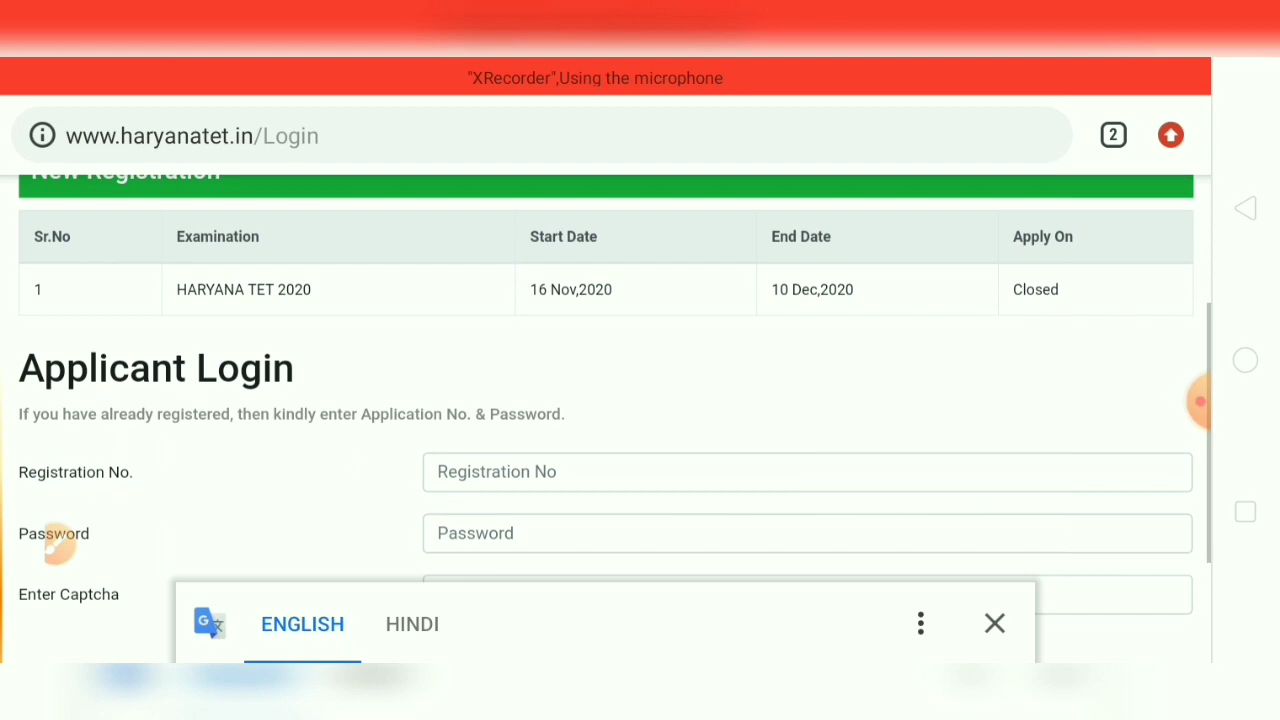 "XRecorder",Using the microphone
www.haryanatet.in/Login
2
New Registration
Sr.No Examination Start Date End Date Apply On
1 HARYANA TET 2020 16 Nov,2020 10 Dec,2020 Closed
Applicant Login
If you have already registered, then kindly enter Application No. & Password.
Registration No. Registration No
Password Password
Enter Captcha
ENGLISH HINDI